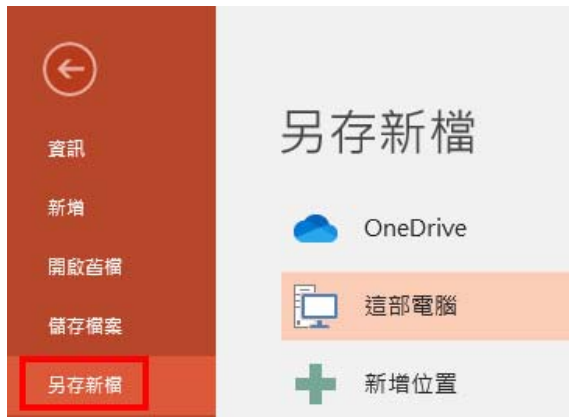 資訊
新增
開啟舊檔
儲存檔案
另存新檔
另存新檔
OneDrive
這部電腦
新增位置